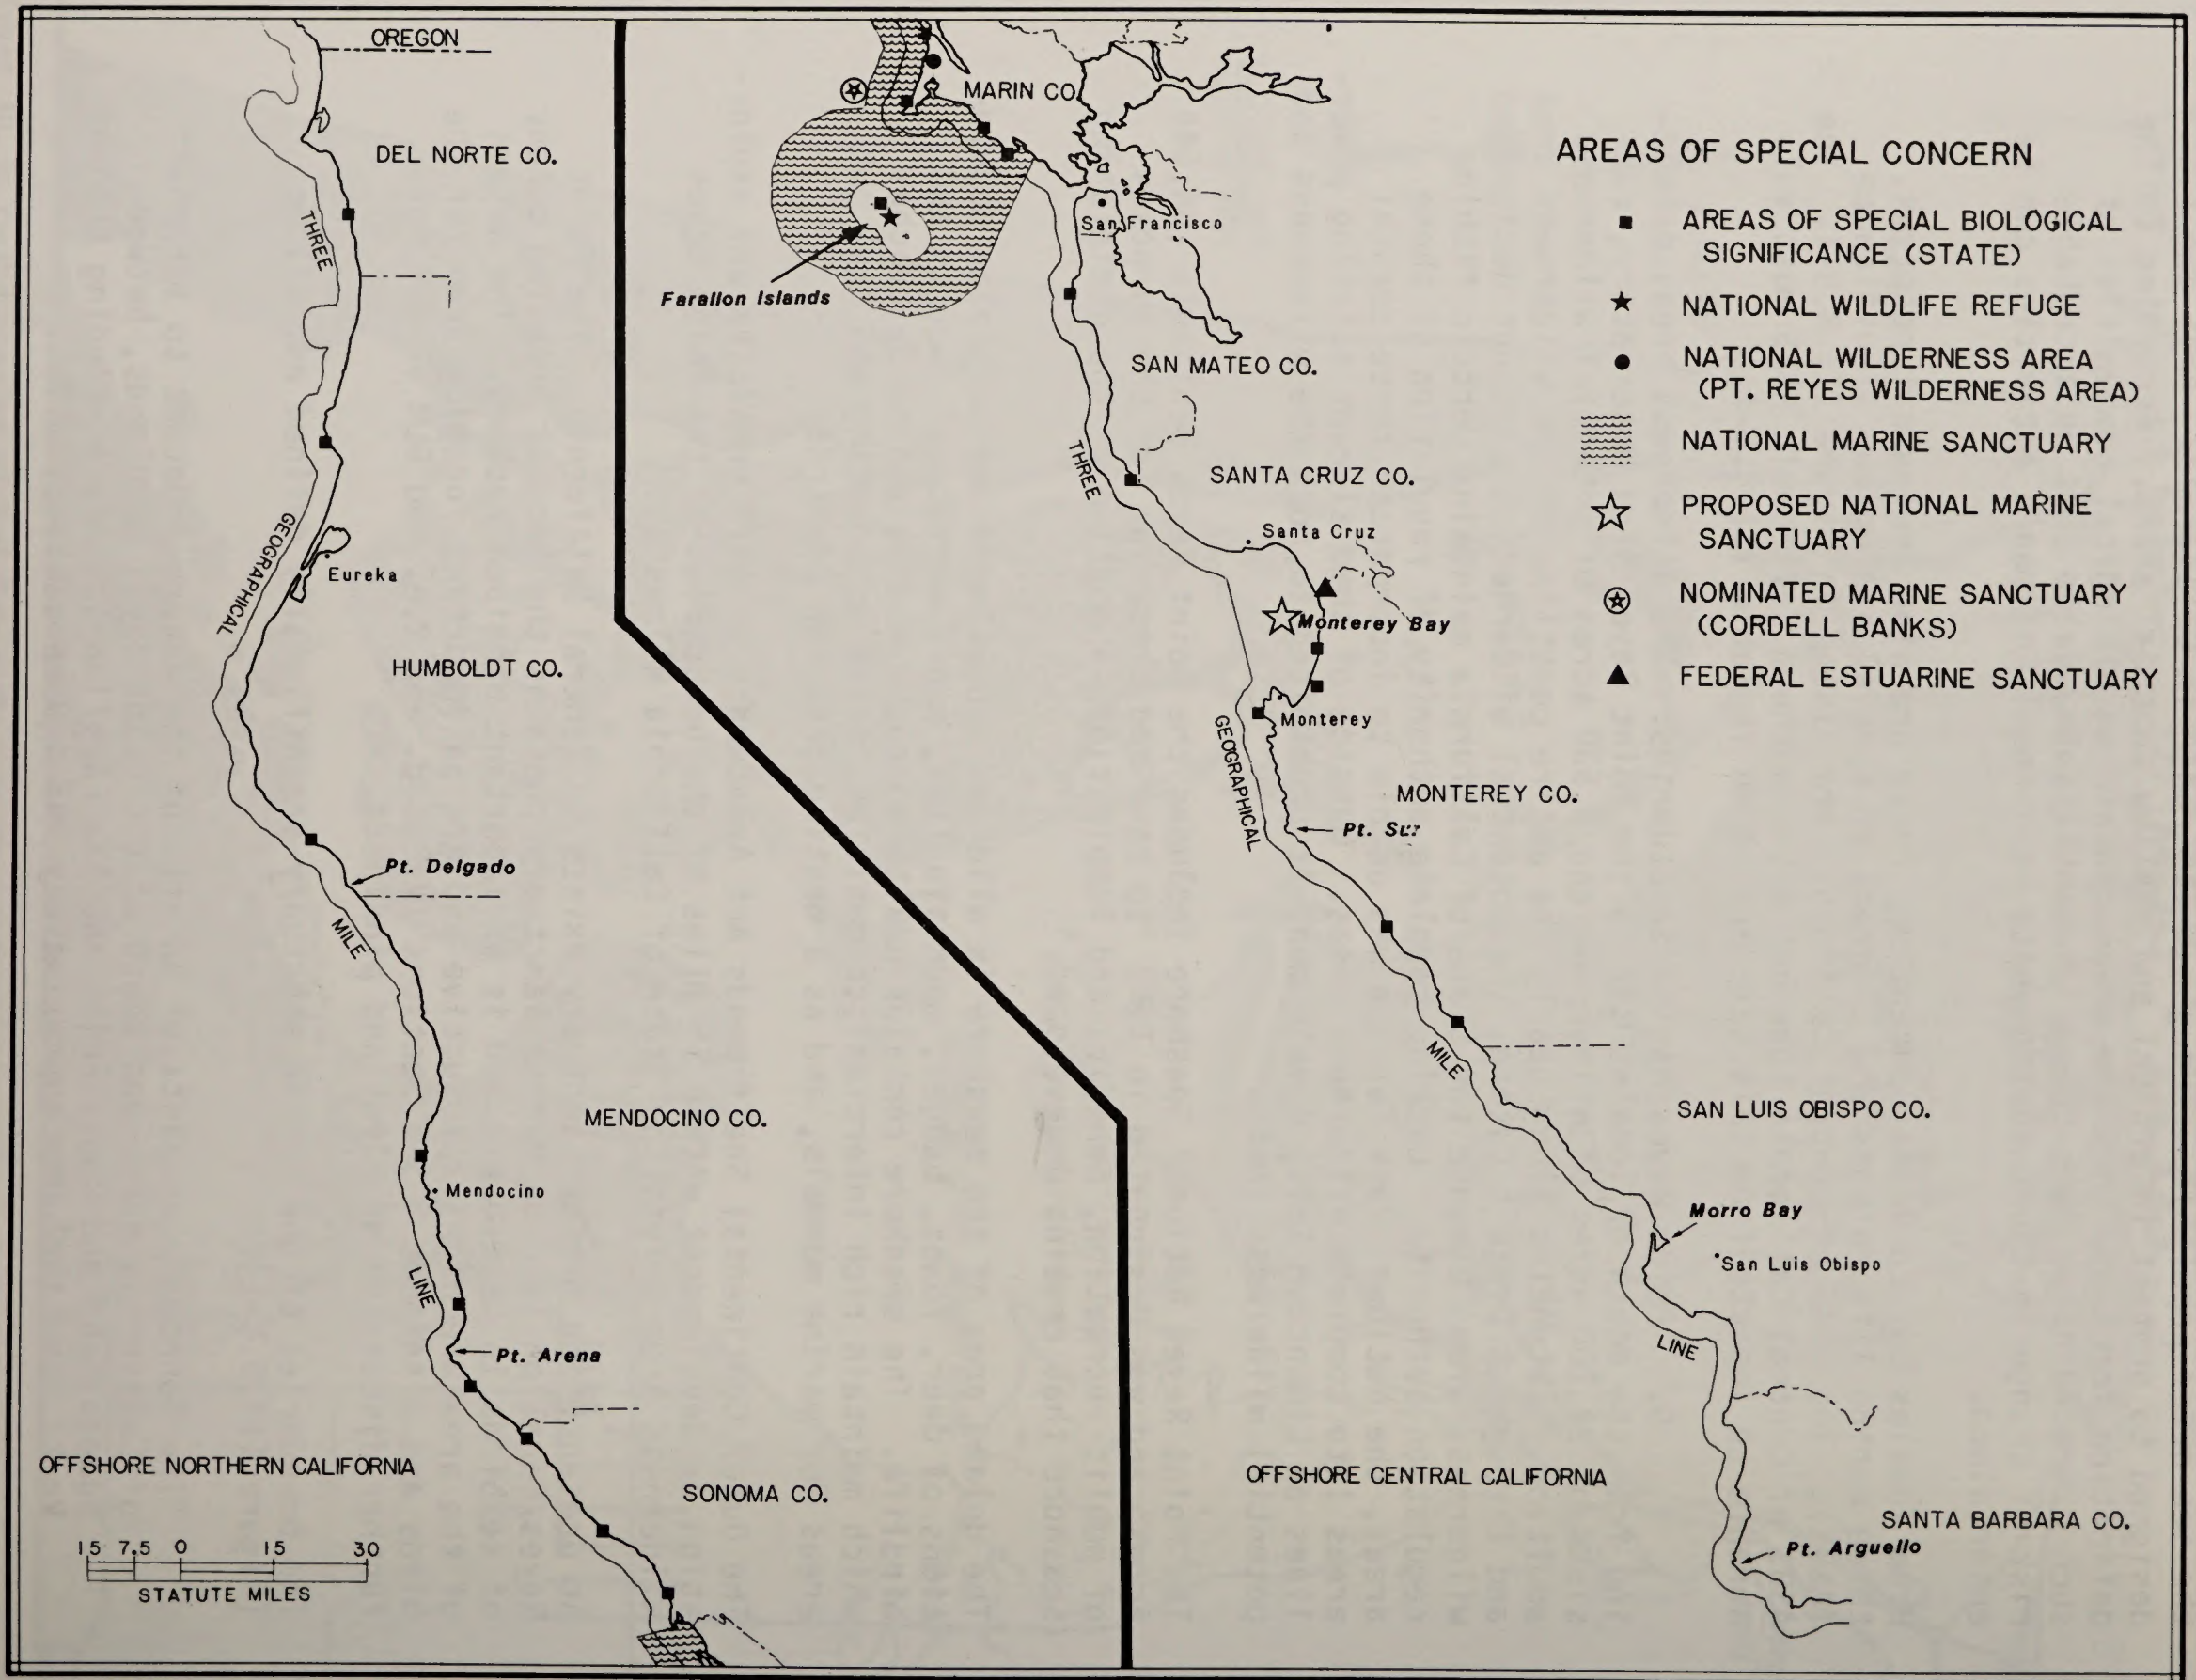 OREGON
DEL NORTE CO.
THREE
GEOGRAPHICAL
Eureka
HUMBOLDT CO.
Pt. Delgado
MILE
MENDOCINO CO.
Mendocino
LINE
Pt. Arena
OFFSHORE NORTHERN CALIFORNIA
SONOMA CO.
15 7.5 0 15 30
STATUTE MILES
MARIN CO.
San Francisco
Farallon Islands
SAN MATEO CO.
THREE
SANTA CRUZ CO.
Santa Cruz
Monterey Bay
Monterey
GEOGRAPHICAL
MONTEREY CO.
Pt. Sur
MILE
SAN LUIS OBISPO CO.
Morro Bay
San Luis Obispo
LINE
OFFSHORE CENTRAL CALIFORNIA
SANTA BARBARA CO.
Pt. Arguello
AREAS OF SPECIAL CONCERN
AREAS OF SPECIAL BIOLOGICAL
SIGNIFICANCE (STATE)
NATIONAL WILDLIFE REFUGE
NATIONAL WILDERNESS AREA
(PT. REYES WILDERNESS AREA)
NATIONAL MARINE SANCTUARY
PROPOSED NATIONAL MARINE
SANCTUARY
NOMINATED MARINE SANCTUARY
(CORDELL BANKS)
FEDERAL ESTUARINE SANCTUARY